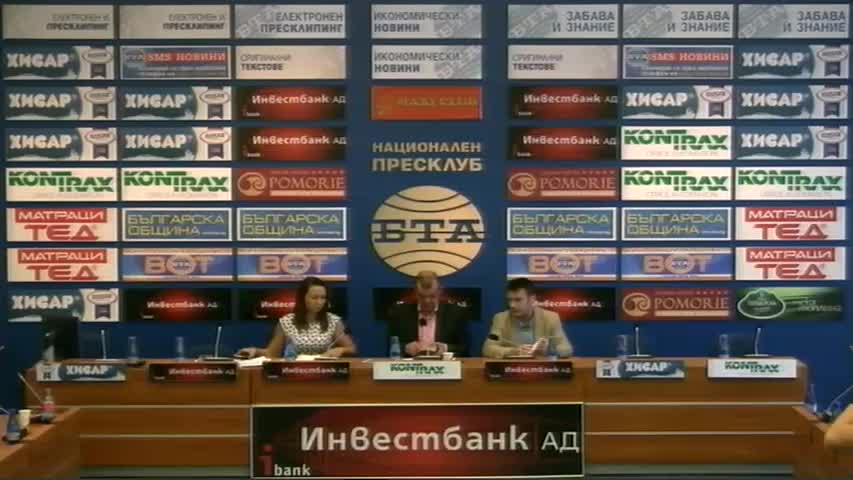 ЕЛЕКТРОНЕН
ПРЕСКЛИПИНГ
ЕЛЕКТРОНЕН
ПРЕСКЛИПИНГ
ЕЛЕКТРОНЕН
ПРЕСКЛИПИНГ
ИКОНОМИЧЕСКИ
НОВИНИ
ЗАБАВА
И ЗНАНИЕ
ЗАБАВА
И ЗНАНИЕ
ЗАБАВА
И ЗНАНИЕ
ХИСАР
SMS НОВИНИ
ОРИГИНАЛНИ
ТЕКСТОВЕ
ИКОНОМИЧЕСКИ
НОВИНИ
ОРИГИНАЛНИ
ТЕКСТОВЕ
SMS НОВИНИ
ХИСАР
ХИСАР
ХИСАР
ИНВЕСТБАНК АД
ibank
ИНВЕСТБАНК АД
ХИСАР
ХИСАР
ХИСАР
ХИСАР
ИНВЕСТБАНК АД
ibank
НАЦИОНАЛЕН
ПРЕСКЛУБ
ИНВЕСТБАНК АД
KONTRAX
ХИСАР
KONTRAX
KONTRAX
POMORIE
POMORIE
KONTRAX
KONTRAX
МАТРАЦИ
ТЕД
БЪЛГАРСКА
ОБЩИНА
БЪЛГАРСКА
ОБЩИНА
БТА
БЪЛГАРСКА
ОБЩИНА
БЪЛГАРСКА
ОБЩИНА
МАТРАЦИ
ТЕД
МАТРАЦИ
ТЕД
ВОТ
ВОТ
ВОТ
ВОТ
МАТРАЦИ
ТЕД
ХИСАР
ИНВЕСТБАНК АД
ИНВЕСТБАНК
ИНВЕСТБАНК АД
POMORIE
ХИСАР
ИНВЕСТБАНК АД
ИНВЕСТБАНК АД
KONTRAX
ИНВЕСТБАНК АД
ХИСАР
KONTRAX
ИНВЕСТБАНК АД
ibank